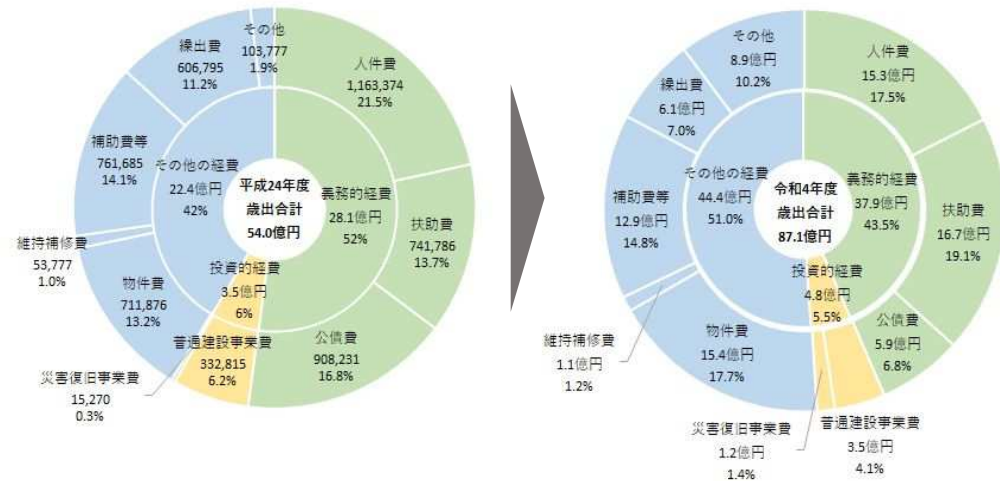 その他
103,777
1.9%
繰出費
606,795
11.2%
人件費
1,163,374
21.5%
補助費等
761,685
14.1%
その他の経費
22.4億円
42%
平成24年度
歳出合計
54.0億円
義務的経費
28.1億円
52%
扶助費
741,786
13.7%
維持補修費
53,777
1.0%
物件費
711,876
13.2%
投資的経費
3.5億円
6%
公債費
908,231
16.8%
普通建設事業費
332,815
6.2%
災害復旧事業費
15,270
0.3%
その他
8.9億円
10.2%
人件費
15.3億円
17.5%
繰出費
6.1億円
7.0%
補助費等
12.9億円
14.8%
その他の経費
44.4億円
51.0%
令和4年度
歳出合計
87.1億円
義務的経費
37.9億円
43.5%
扶助費
16.7億円
19.1%
投資的経費
4.8億円
5.5%
維持補修費
1.1億円
1.2%
物件費
15.4億円
17.7%
公債費
5.9億円
6.8%
災害復旧事業費
1.2億円
1.4%
普通建設事業費
3.5億円
4.1%